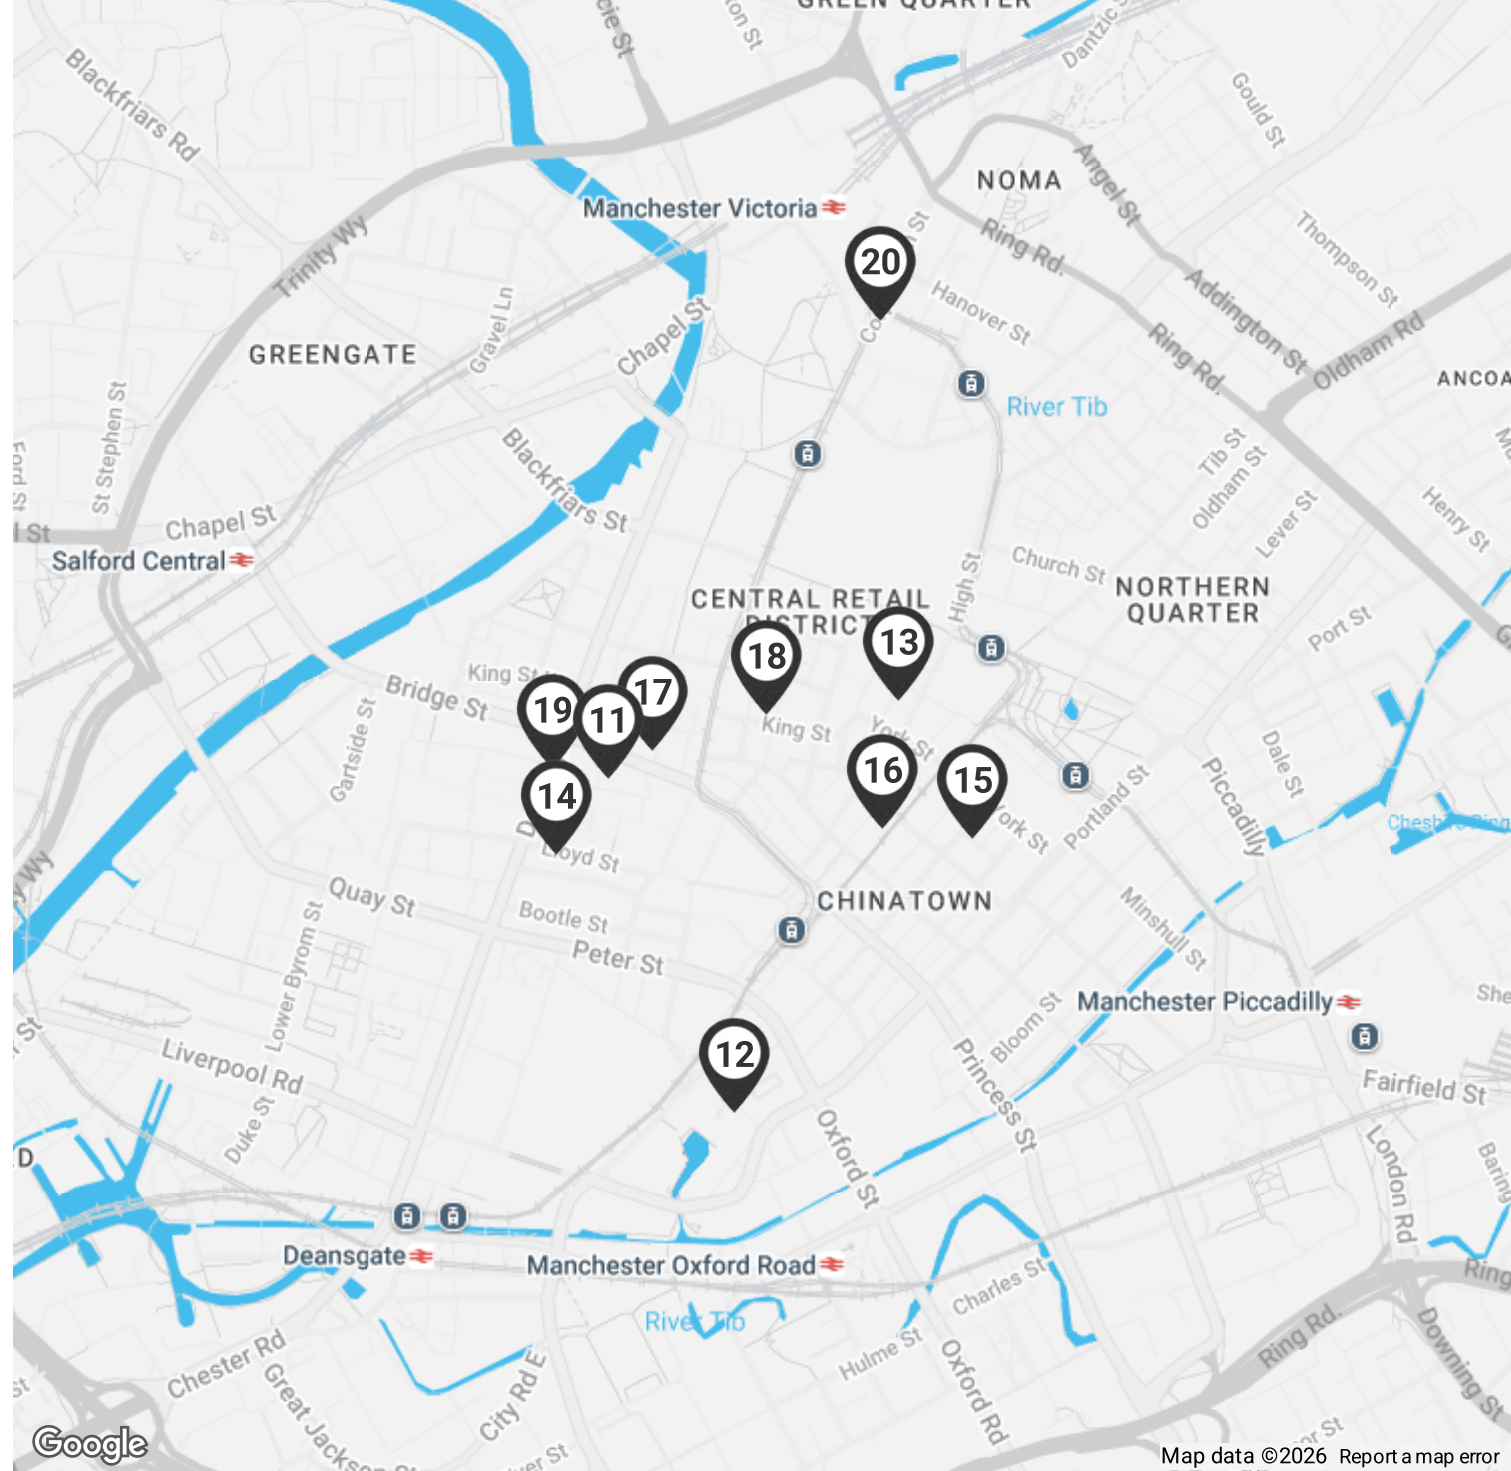 GREEN QUARTER
Dantzic St
Blackfriars Rd
Gould St
NOMA
Manchester Victoria
Angel St
Ring Rd.
Trinity Wy
20
Thompson St
Hanover St
Addington St
Gravel Ln
Chapel St
GREENGATE
Ring Rd.
Oldham Rd
River Tib
St Stephen St
Tib St
Oldham St
Blackfriars St
Lever St
Henry St
Chapel St
Salford Central
Church St
High St
CENTRAL RETAIL
DISTRICT
NORTHERN
QUARTER
Port St
18
13
King St
Bridge St
19
11
17
King St
York St
Gartside St
14
16
15
York St
Portland St
Piccadilly
Dale St
Lloyd St
Quay St
CHINATOWN
Bootle St
Peter St
Minshull St
Lower Byrom St
Manchester Piccadilly
Bloom St
Liverpool Rd
12
Princess St
Fairfield St
Duke St
Oxford St
London Rd
Deansgate
Manchester Oxford Road
Charles St
River Tib
Hulme St
Ring Rd.
Downing St
Chester Rd
City Rd E
Oxford Rd
Great Jackson St
Google
Map data ©2026
Report a map error